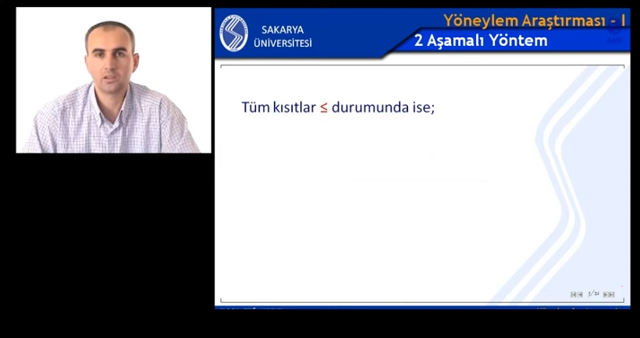 SAKARYA
ÜNİVERSİTESİ
Yöneylem Araştırması - I
2 Aşamalı Yöntem
Tüm kısıtlar ≤ durumunda ise;